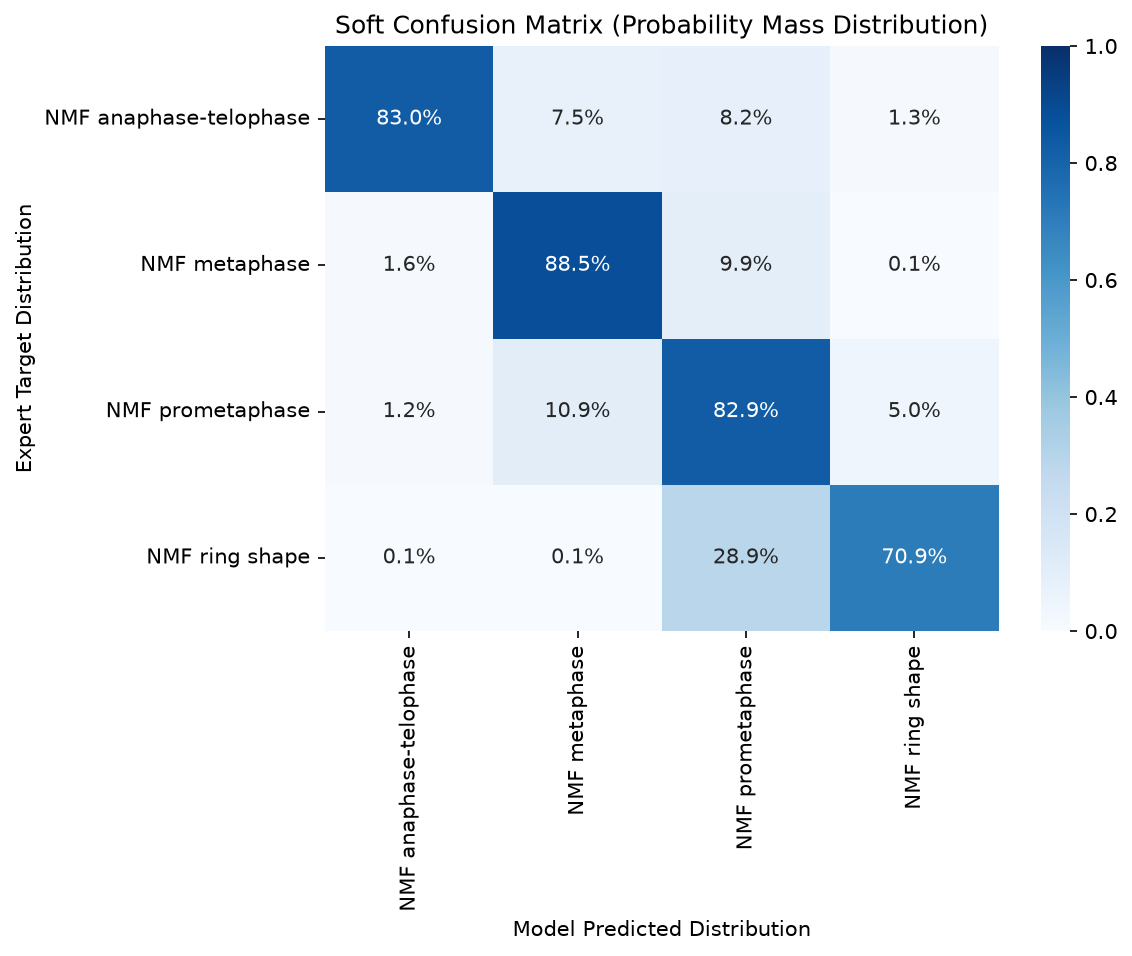 Soft Confusion Matrix (Probability Mass Distribution)
Expert Target Distribution
NMF anaphase-telophase
83.0%
7.5%
8.2%
1.3%
NMF metaphase
1.6%
88.5%
9.9%
0.1%
NMF prometaphase
1.2%
10.9%
82.9%
5.0%
NMF ring shape
0.1%
0.1%
28.9%
70.9%
NMF anaphase-telophase
NMF metaphase
NMF prometaphase
NMF ring shape
Model Predicted Distribution
1.0
0.8
0.6
0.4
0.2
0.0